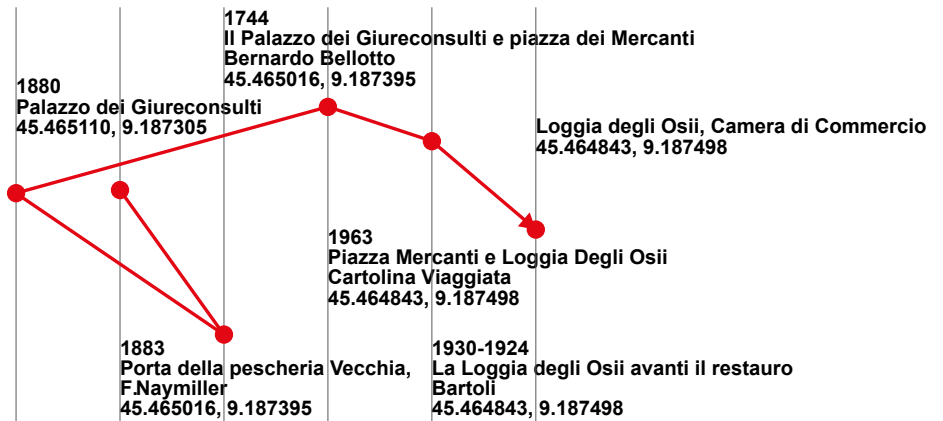 1880
Palazzo dei Giureconsulti
45.465110, 9.187305
1744
Il Palazzo dei Giureconsulti e piazza dei Mercanti
Bernardo Bellotto
45.465016, 9.187395
Loggia degli Osii, Camera di Commercio
45.464843, 9.187498
1963
Piazza Mercanti e Loggia Degli Osii
Cartolina Viaggiata
45.464843, 9.187498
1883
Porta della pescheria Vecchia,
F.Naymiller
45.465016, 9.187395
1930-1924
La Loggia degli Osii avanti il restauro
Bartoli
45.464843, 9.187498